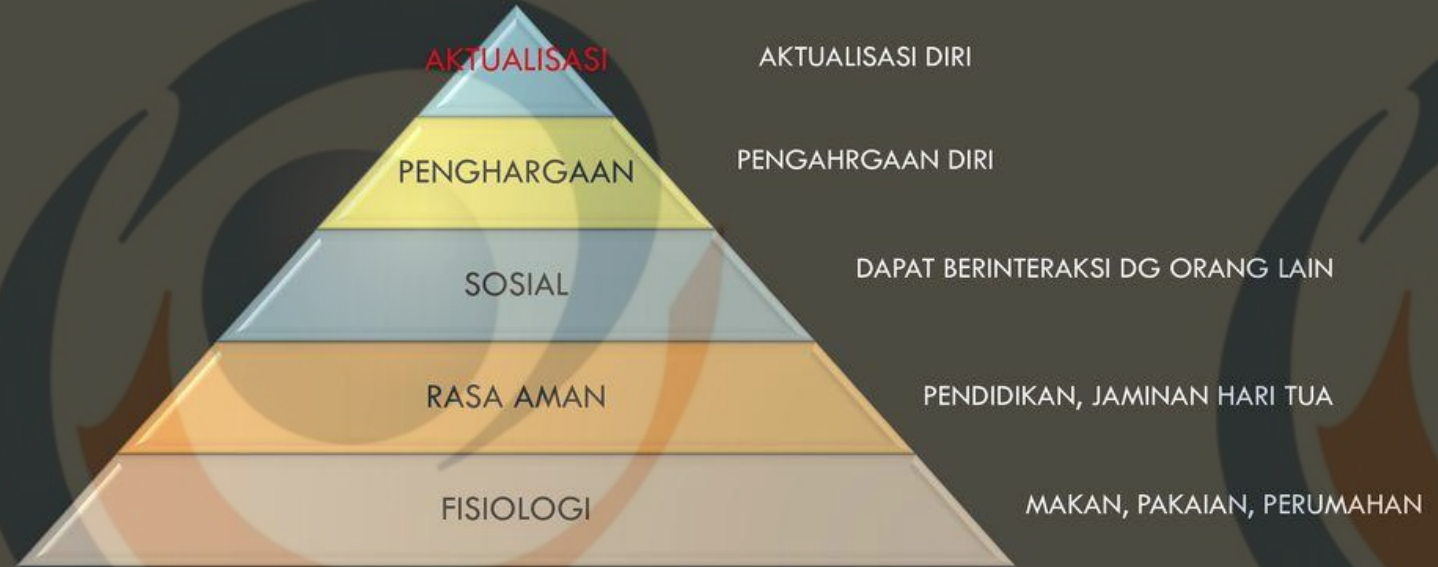 AKTUALISASI
AKTUALISASI DIRI
PENGHARGAAN
PENGAHRGAAN DIRI
SOSIAL
DAPAT BERINTERAKSI DG ORANG LAIN
RASA AMAN
PENDIDIKAN, JAMINAN HARI TUA
FISIOLOGI
MAKAN, PAKAIAN, PERUMAHAN